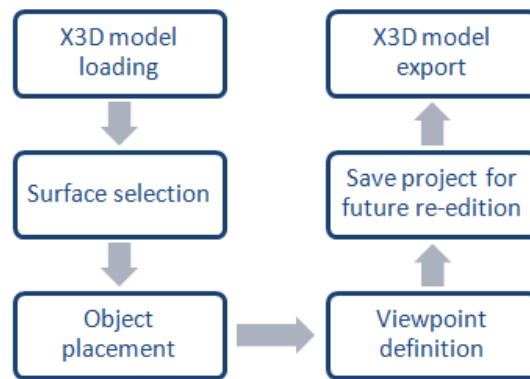 X3D model
loading
Surface selection
Object
placement
Viewpoint
definition
Save project for
future re-edition
X3D model
export